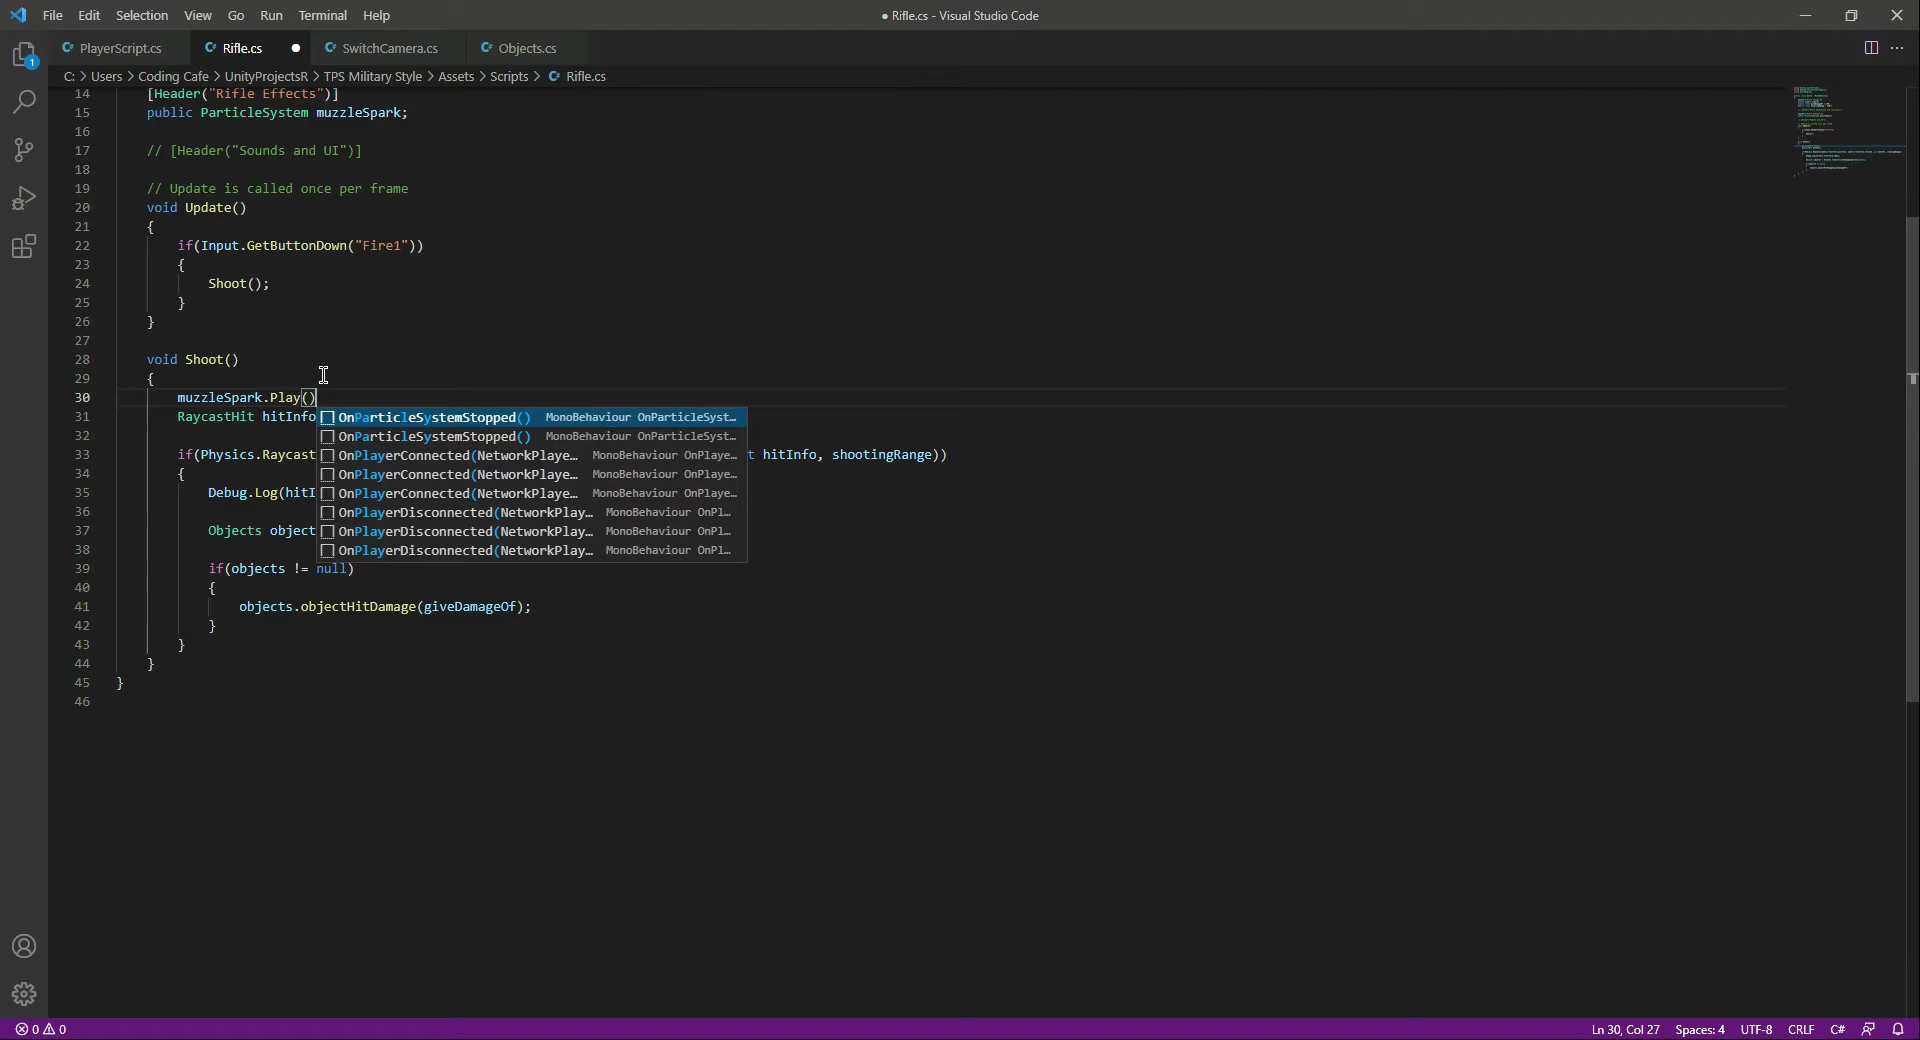 File Edit Selection View Go Run Terminal Help
● Rifle.cs - Visual Studio Code
PlayerScript.cs
Rifle.cs ●
SwitchCamera.cs
Objects.cs
1
C: > Users > Coding Cafe > UnityProjectsR > TPS Military Style > Assets > Scripts > Rifle.cs
14 [Header("Rifle Effects")]
15 public ParticleSystem muzzleSpark;
16
17 // [Header("Sounds and UI")]
18
19 // Update is called once per frame
20 void Update()
21 {
22 if(Input.GetButtonDown("Fire1"))
23 {
24 Shoot();
25 }
26 }
27
28 void Shoot()
29 {
30 muzzleSpark.Play()
31 RaycastHit hitInfo
OnParticleSystemStopped() MonoBehaviour OnParticleSyst…
32
OnParticleSystemStopped() MonoBehaviour OnParticleSyst…
33 if(Physics.Raycast
OnPlayerConnected(NetworkPlaye… MonoBehaviour OnPlaye…
t hitInfo, shootingRange))
34 {
OnPlayerConnected(NetworkPlaye… MonoBehaviour OnPlaye…
35 Debug.Log(hitI
OnPlayerConnected(NetworkPlaye… MonoBehaviour OnPlaye…
36
OnPlayerDisconnected(NetworkPlay… MonoBehaviour OnPl…
37 Objects object
OnPlayerDisconnected(NetworkPlay… MonoBehaviour OnPl…
38
OnPlayerDisconnected(NetworkPlay… MonoBehaviour OnPl…
39 if(objects != null)
40 {
41 objects.objectHitDamage(giveDamageOf);
42 }
43 }
44 }
45 }
46
0 0
Ln 30, Col 27 Spaces: 4 UTF-8 CRLF C#